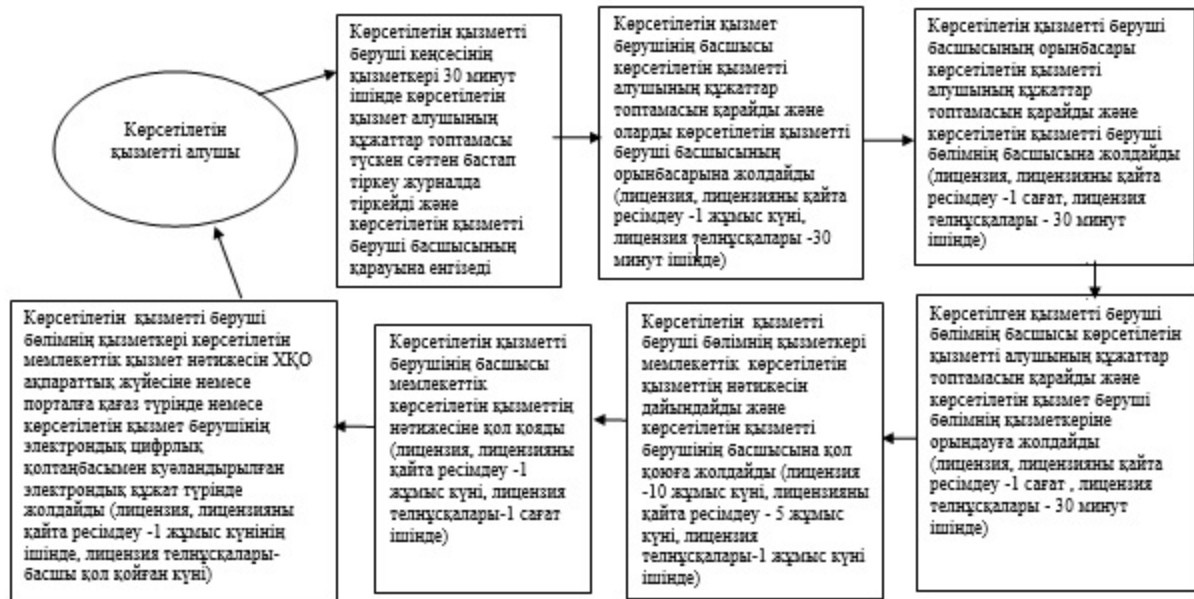 Көрсетілетін
қызметті алушы
Көрсетілетін қызметті
беруші кеңсесінің
қызметкері 30 минут
ішінде көрсетілетін
қызмет алушының
құжаттар топтамасы
түскен сәттен бастап
тіркеу журналда
тіркейді және
көрсетілетін қызметті
беруші басшысының
қарауына енгізеді
Көрсетілетін қызмет
берушінің басшысы
көрсетілетін қызметті
алушының құжаттар
топтамасын қарайды және
оларды көрсетілетін қызметті
беруші басшысының
орынбасарына жолдайды
(лицензия, лицензияны қайта
ресімдеу -1 жұмыс күні,
лицензия телнұсқалары -30
минут ішінде)
Көрсетілетін қызметті беруші
басшысының орынбасары
көрсетілетін қызметті
алушының құжаттар
топтамасын қарайды және
көрсетілетін қызметті беруші
бөлімнің басшысына жолдайды
(лицензия, лицензияны қайта
ресімдеу -1 сағат, лицензия
телнұсқалары - 30 минут
ішінде)
Көрсетілген қызметті беруші
бөлімнің басшысы көрсетілетін
қызметті алушының құжаттар
топтамасын қарайды және
көрсетілетін қызмет беруші
бөлімнің қызметкеріне
орындауға жолдайды
(лицензия, лицензияны қайта
ресімдеу -1 сағат , лицензия
телнұсқалары - 30 минут
ішінде)
Көрсетілетін қызметті
беруші бөлімнің қызметкері
мемлекеттік көрсетілетін
қызметтің нәтижесін
дайындайды және
көрсетілетін қызметті
берушінің басшысына қол
қоюға жолдайды (лицензия
-10 жұмыс күні, лицензияны
қайта ресімдеу - 5 жұмыс
күні, лицензия
телнұсқалары-1 жұмыс күні
ішінде)
Көрсетілетін қызметті
берушінің басшысы
мемлекеттік
көрсетілетін қызметтің
нәтижесіне қол қояды
(лицензия, лицензияны
қайта ресімдеу -1
жұмыс күні, лицензия
телнұсқалары-1 сағат
ішінде)
Көрсетілетін қызметті беруші
бөлімнің қызметкері көрсетілетін
мемлекеттік қызмет нәтижесін ХҚО
ақпараттық жүйесіне немесе
порталға қағаз түрінде немесе
көрсетілетін қызмет берушінің
электрондық цифрлық
қолтаңбасымен куәландырылған
электрондық құжат түрінде
жолдайды (лицензия, лицензияны
қайта ресімдеу -1 жұмыс күнінің
ішінде, лицензия телнұсқалары-
басшы қол қойған күні)